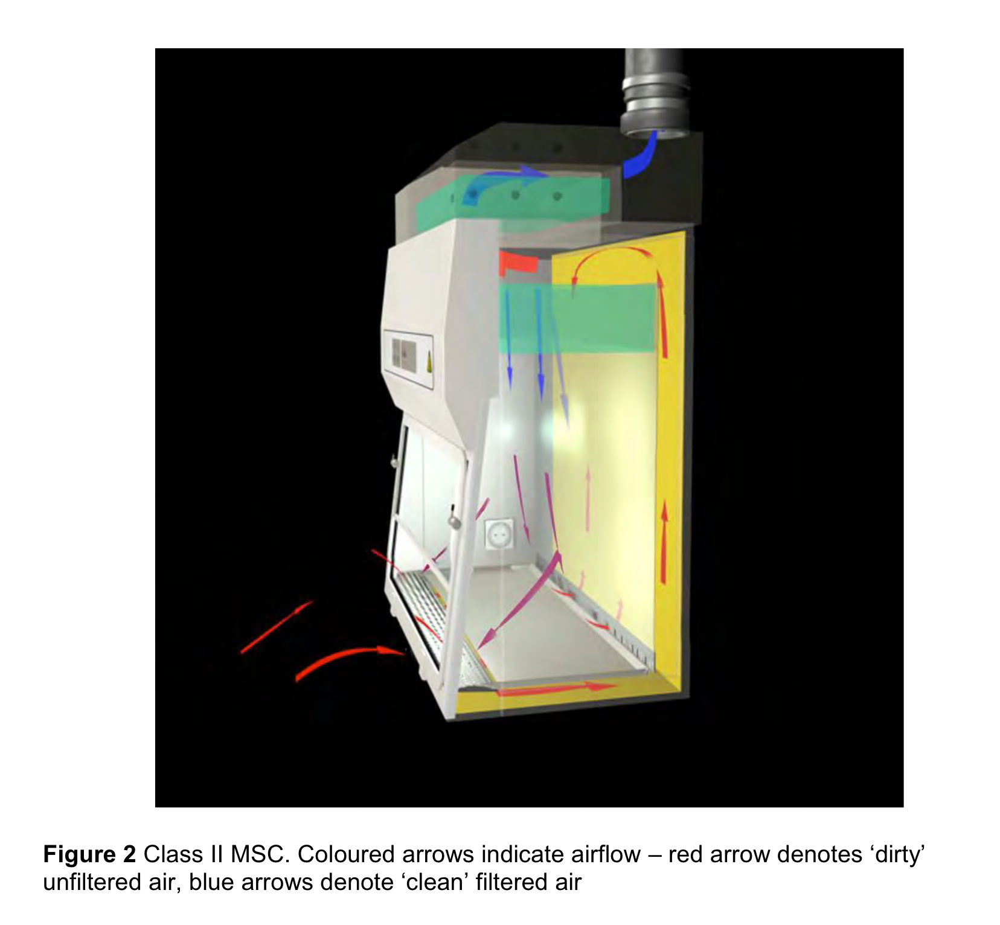 Figure 2 Class II MSC. Coloured arrows indicate airflow – red arrow denotes ‘dirty’
unfiltered air, blue arrows denote ‘clean’ filtered air